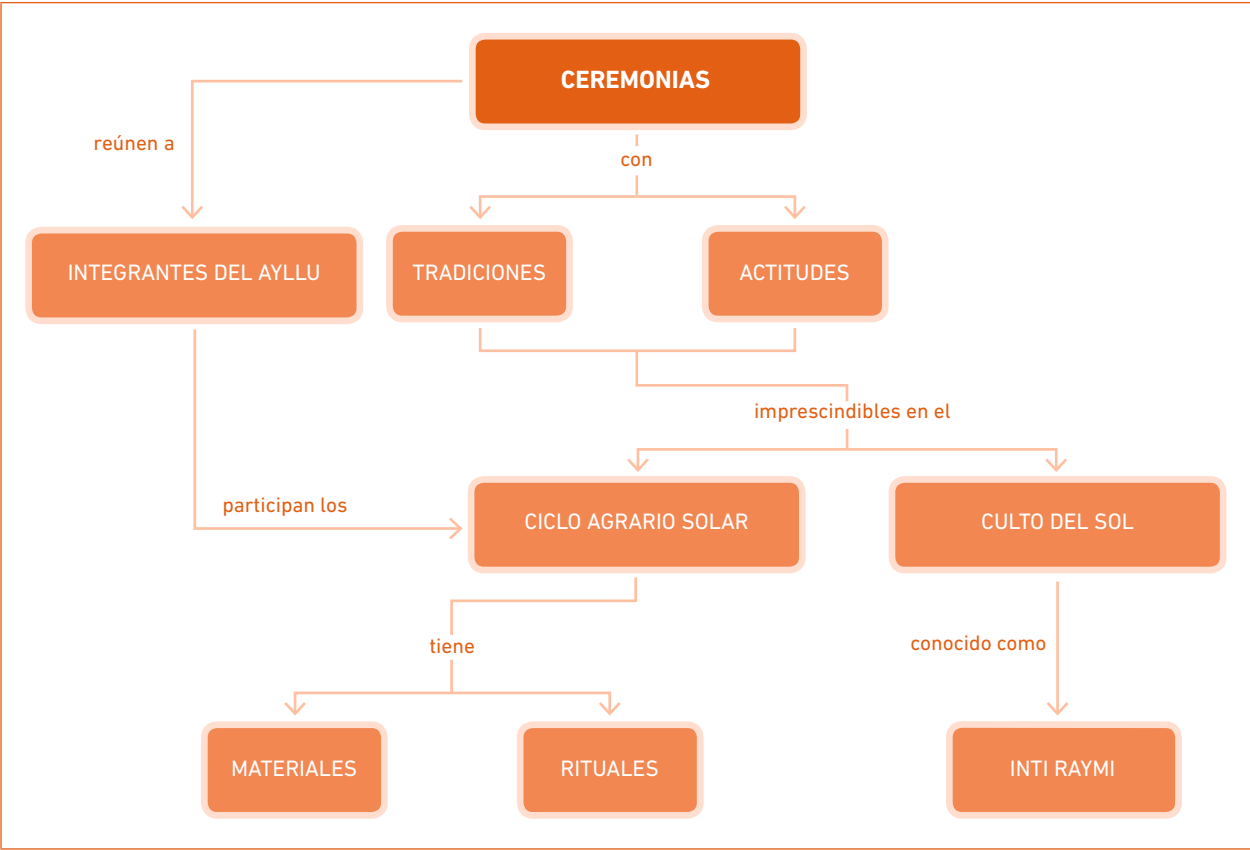 CEREMONIAS
reúnen a
con
INTEGRANTES DEL AYLLU
TRADICIONES
ACTITUDES
imprescindibles en el
participan los
CICLO AGRARIO SOLAR
CULTO DEL SOL
tiene
conocido como
MATERIALES
RITUALES
INTI RAYMI